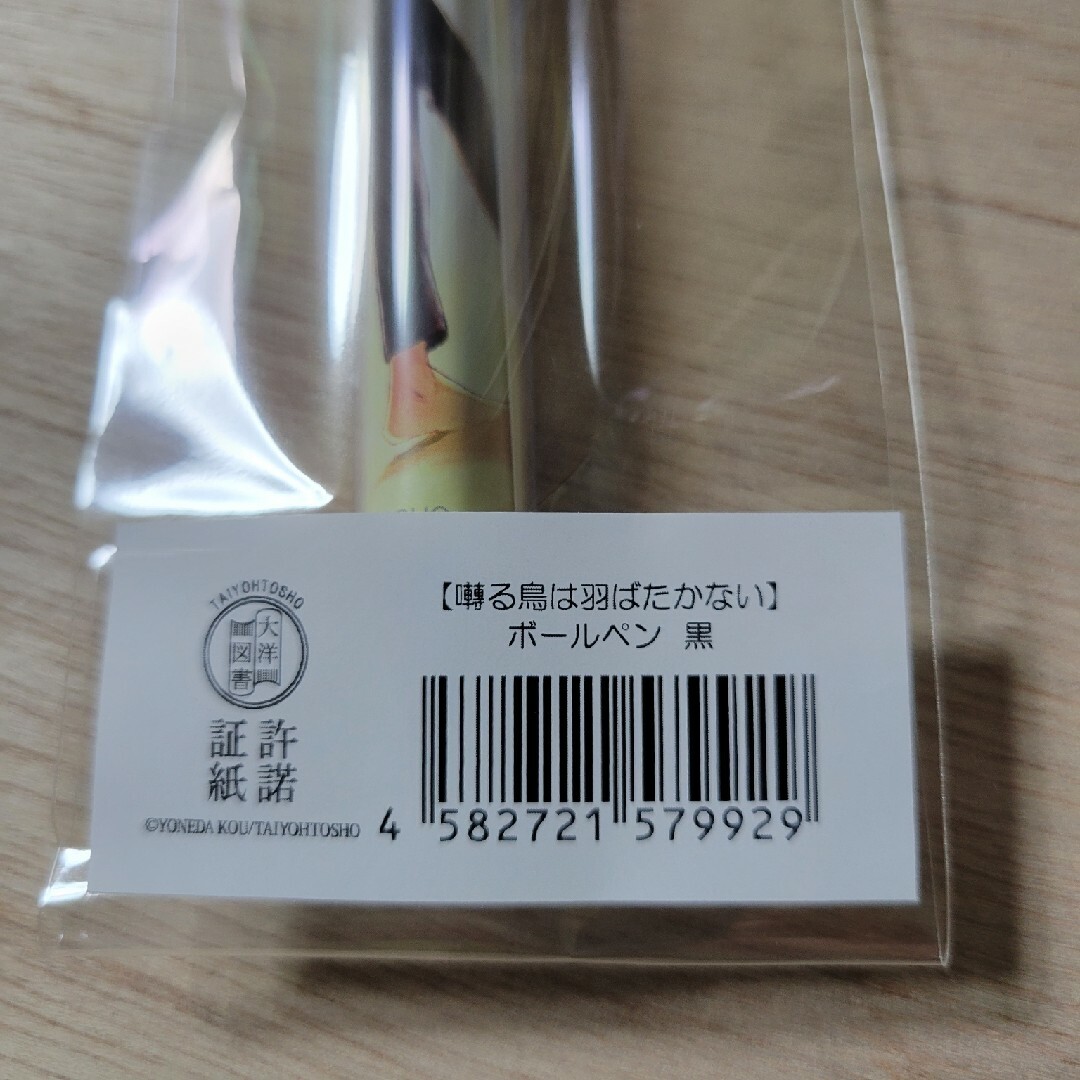 TAIYOHTOSHO
大洋
図書
許諾
証紙
©YONEDA KOU/TAIYOHTOSHO
【囀る鳥は羽ばたかない】
ボールペン 黒
4 582721 579929